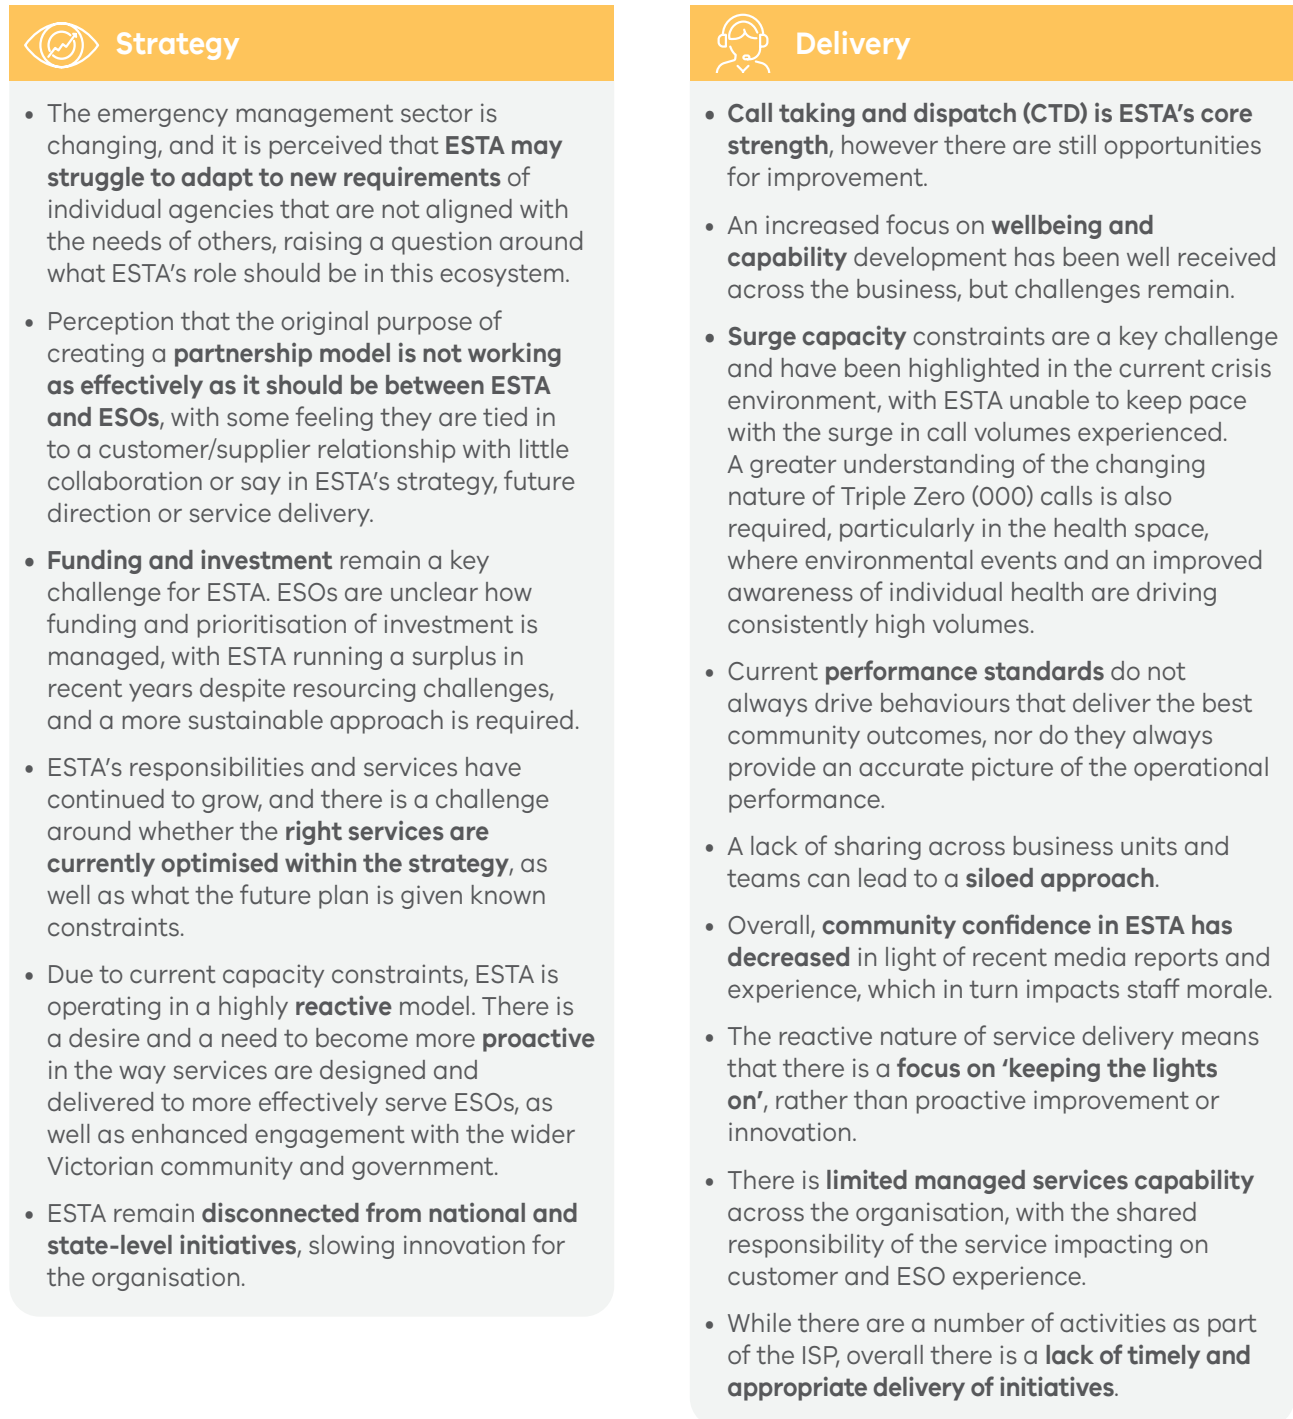 Strategy
• The emergency management sector is
changing, and it is perceived that ESTA may
struggle to adapt to new requirements of
individual agencies that are not aligned with
the needs of others, raising a question around
what ESTA’s role should be in this ecosystem.
• Perception that the original purpose of
creating a partnership model is not working
as effectively as it should be between ESTA
and ESOs, with some feeling they are tied in
to a customer/supplier relationship with little
collaboration or say in ESTA’s strategy, future
direction or service delivery.
• Funding and investment remain a key
challenge for ESTA. ESOs are unclear how
funding and prioritisation of investment is
managed, with ESTA running a surplus in
recent years despite resourcing challenges,
and a more sustainable approach is required.
• ESTA’s responsibilities and services have
continued to grow, and there is a challenge
around whether the right services are
currently optimised within the strategy, as
well as what the future plan is given known
constraints.
• Due to current capacity constraints, ESTA is
operating in a highly reactive model. There is
a desire and a need to become more proactive
in the way services are designed and
delivered to more effectively serve ESOs, as
well as enhanced engagement with the wider
Victorian community and government.
• ESTA remain disconnected from national and
state-level initiatives, slowing innovation for
the organisation.
Delivery
• Call taking and dispatch (CTD) is ESTA’s core
strength, however there are still opportunities
for improvement.
• An increased focus on wellbeing and
capability development has been well received
across the business, but challenges remain.
• Surge capacity constraints are a key challenge
and have been highlighted in the current crisis
environment, with ESTA unable to keep pace
with the surge in call volumes experienced.
A greater understanding of the changing
nature of Triple Zero (000) calls is also
required, particularly in the health space,
where environmental events and an improved
awareness of individual health are driving
consistently high volumes.
• Current performance standards do not
always drive behaviours that deliver the best
community outcomes, nor do they always
provide an accurate picture of the operational
performance.
• A lack of sharing across business units and
teams can lead to a siloed approach.
• Overall, community confidence in ESTA has
decreased in light of recent media reports and
experience, which in turn impacts staff morale.
• The reactive nature of service delivery means
that there is a focus on ‘keeping the lights
on’, rather than proactive improvement or
innovation.
• There is limited managed services capability
across the organisation, with the shared
responsibility of the service impacting on
customer and ESO experience.
• While there are a number of activities as part
of the ISP, overall there is a lack of timely and
appropriate delivery of initiatives.